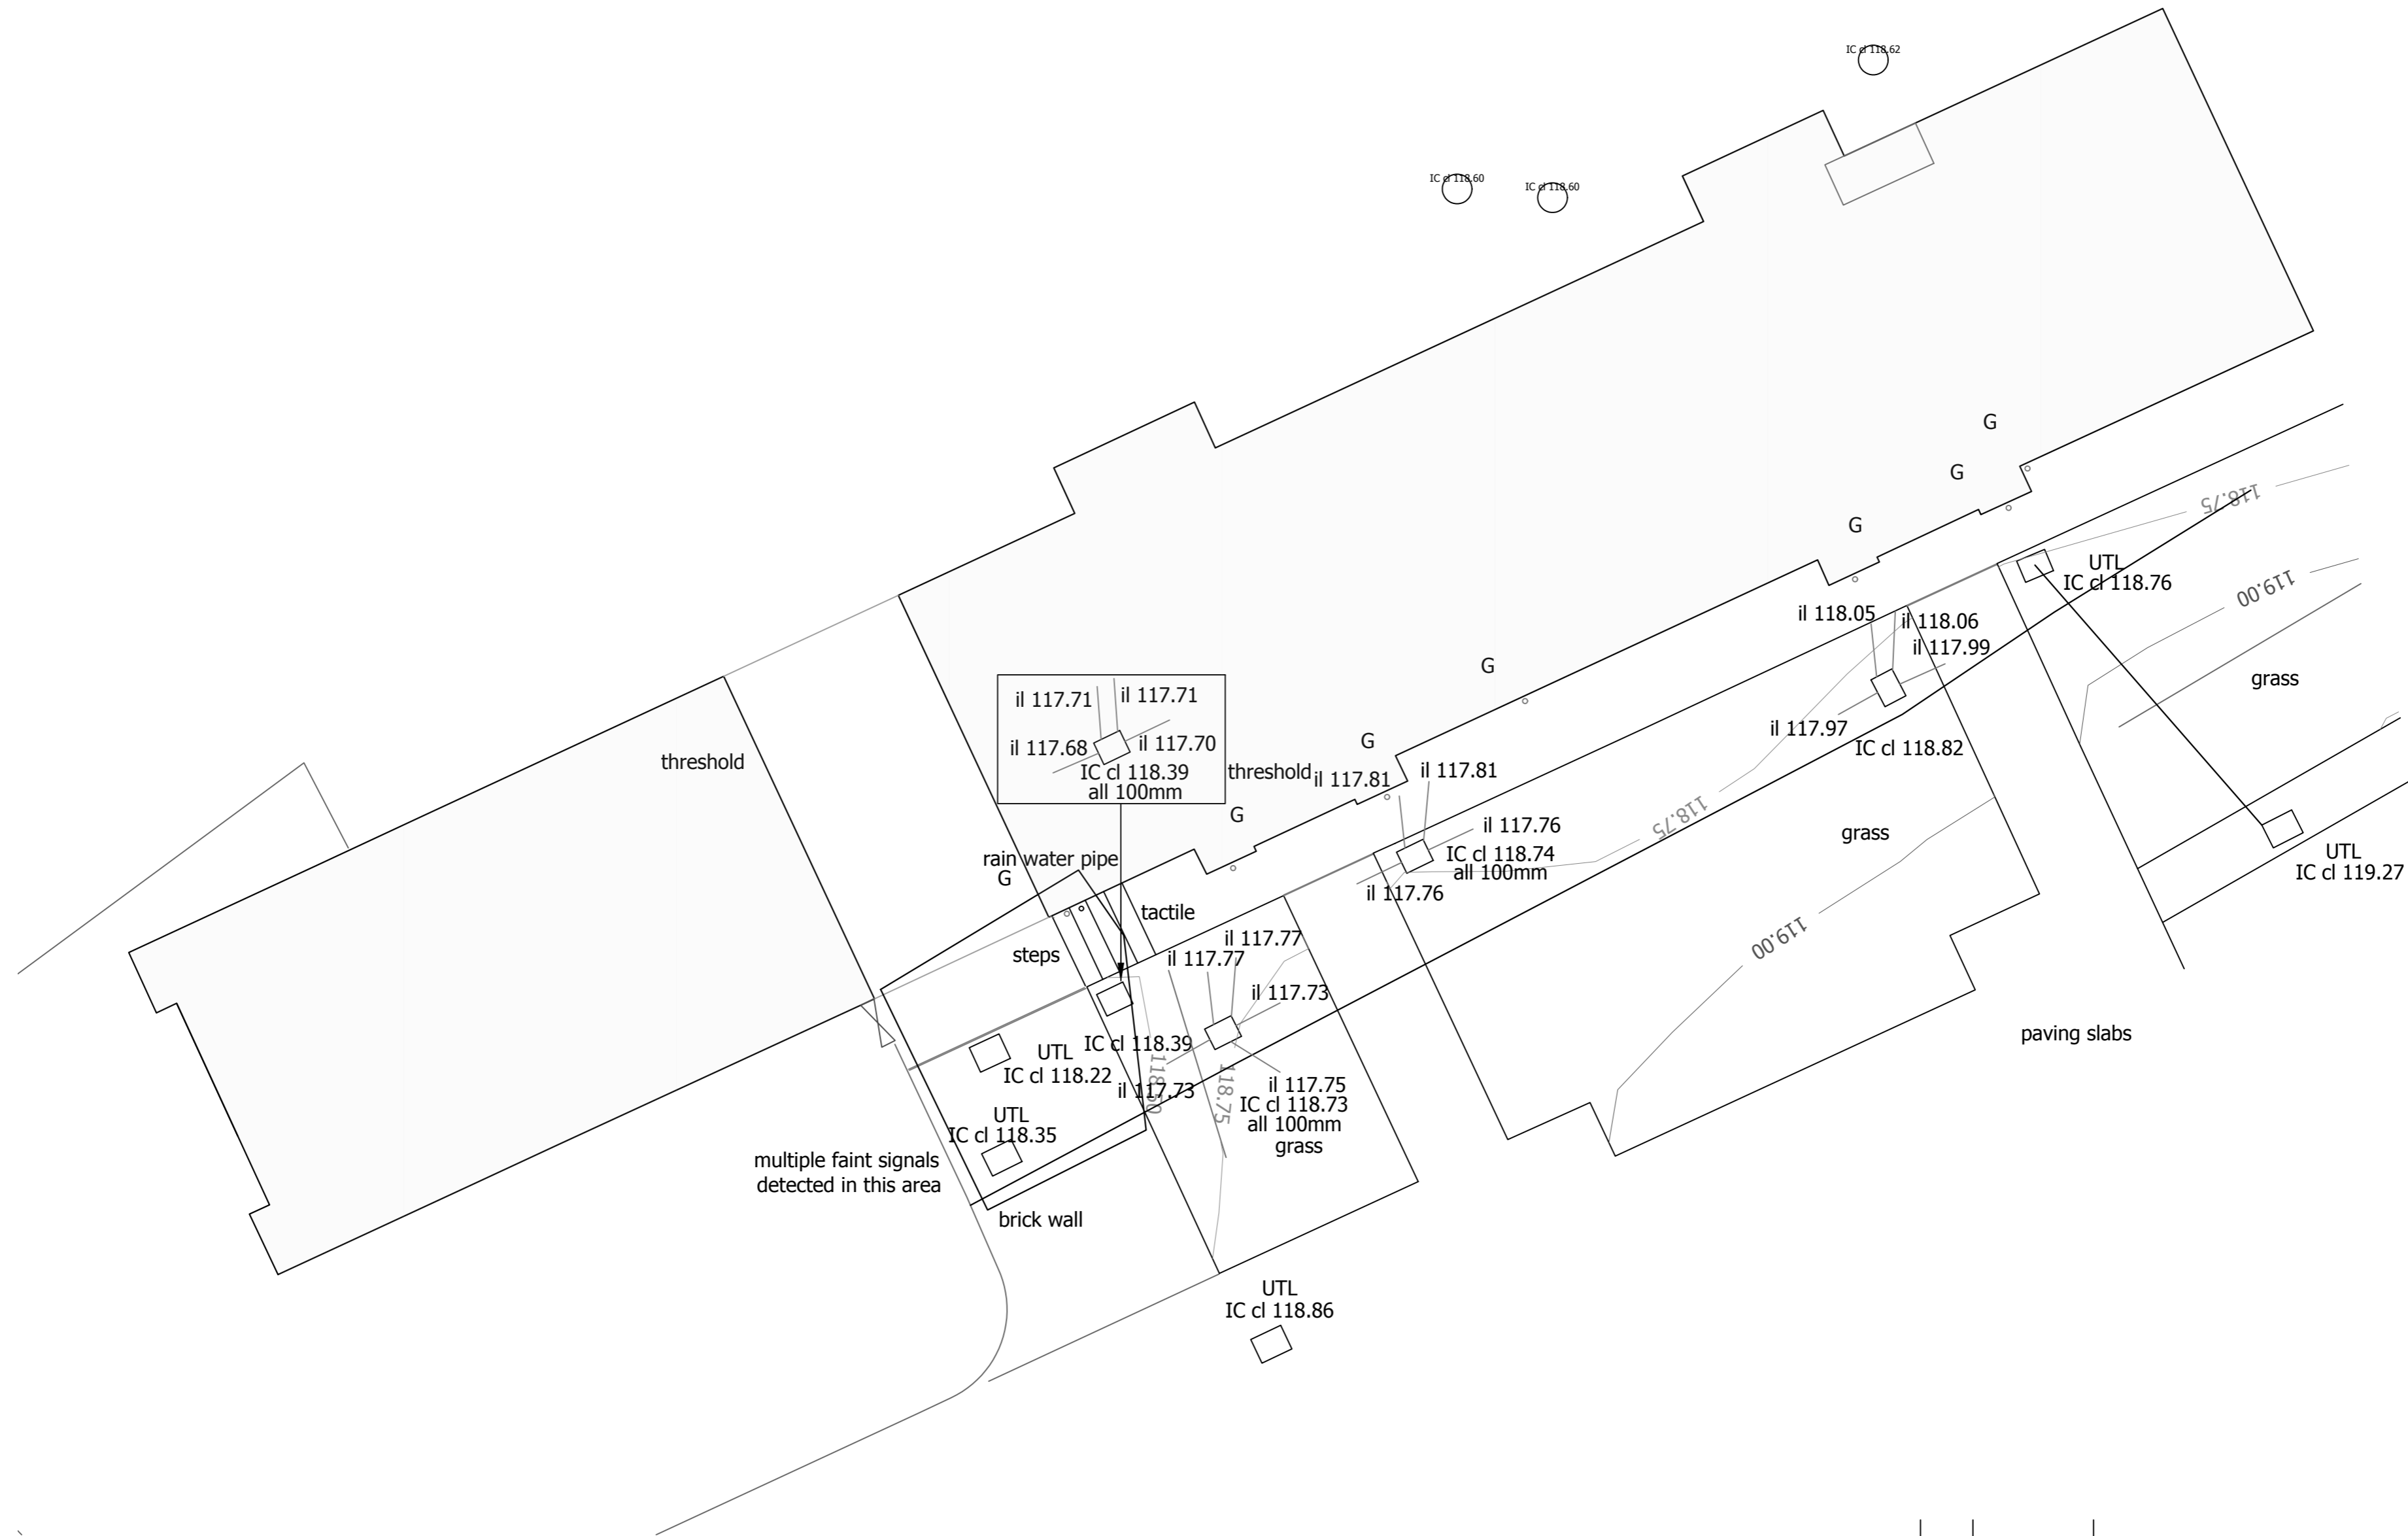 IC cl 118.62
IC cl 118.60
IC cl 118.60
G
G
G
118.75
UTL
IC cl 118.76
119.00
il 118.05
il 118.06
il 117.99
grass
G
il 117.71
il 117.71
il 117.68
il 117.70
IC cl 118.39
all 100mm
threshold
threshold
G
il 117.81
il 117.81
il 117.97
IC cl 118.82
118.75
G
il 117.76
grass
IC cl 118.74
all 100mm
il 117.76
UTL
IC cl 119.27
rain water pipe
G
tactile
steps
119.00
il 117.77
il 117.77
il 117.73
paving slabs
UTL
IC cl 118.22
IC cl 118.39
118.50
118.75
il 117.73
il 117.75
IC cl 118.73
all 100mm
grass
UTL
IC cl 118.35
multiple faint signals
detected in this area
brick wall
UTL
IC cl 118.86